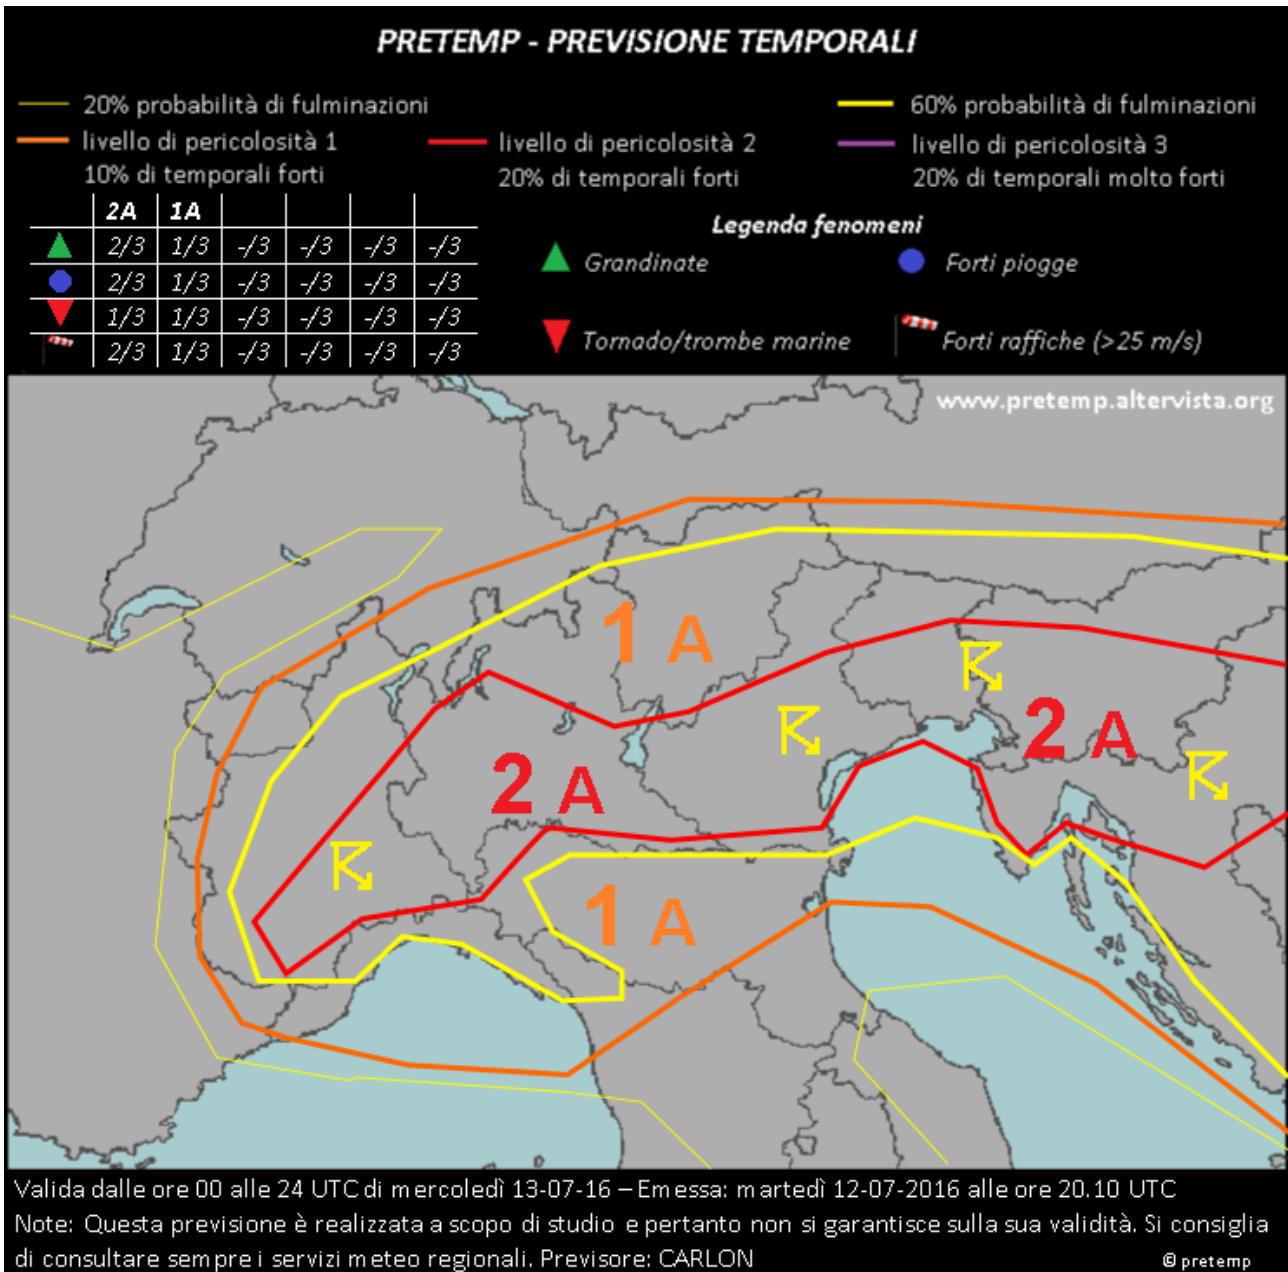 PRETEMP - PREVISIONE TEMPORALI
20% probabilità di fulminazioni
60% probabilità di fulminazioni
livello di pericolosità 1
livello di pericolosità 2
livello di pericolosità 3
10% di temporali forti
20% di temporali forti
20% di temporali molto forti
2A 1A
2/3 1/3 -/3 -/3 -/3 -/3
2/3 1/3 -/3 -/3 -/3 -/3
1/3 1/3 -/3 -/3 -/3 -/3
2/3 1/3 -/3 -/3 -/3 -/3
Legenda fenomeni
Grandinate
Forti piogge
Tornado/trombe marine
Forti raffiche (>25 m/s)
www.pretemp.altervista.org
1 A
2 A
2 A
1 A
Valida dalle ore 00 alle 24 UTC di mercoledì 13-07-16 – Emessa: martedì 12-07-2016 alle ore 20.10 UTC
Note: Questa previsione è realizzata a scopo di studio e pertanto non si garantisce sulla sua validità. Si consiglia
di consultare sempre i servizi meteo regionali. Previsore: CARLON
© pretemp